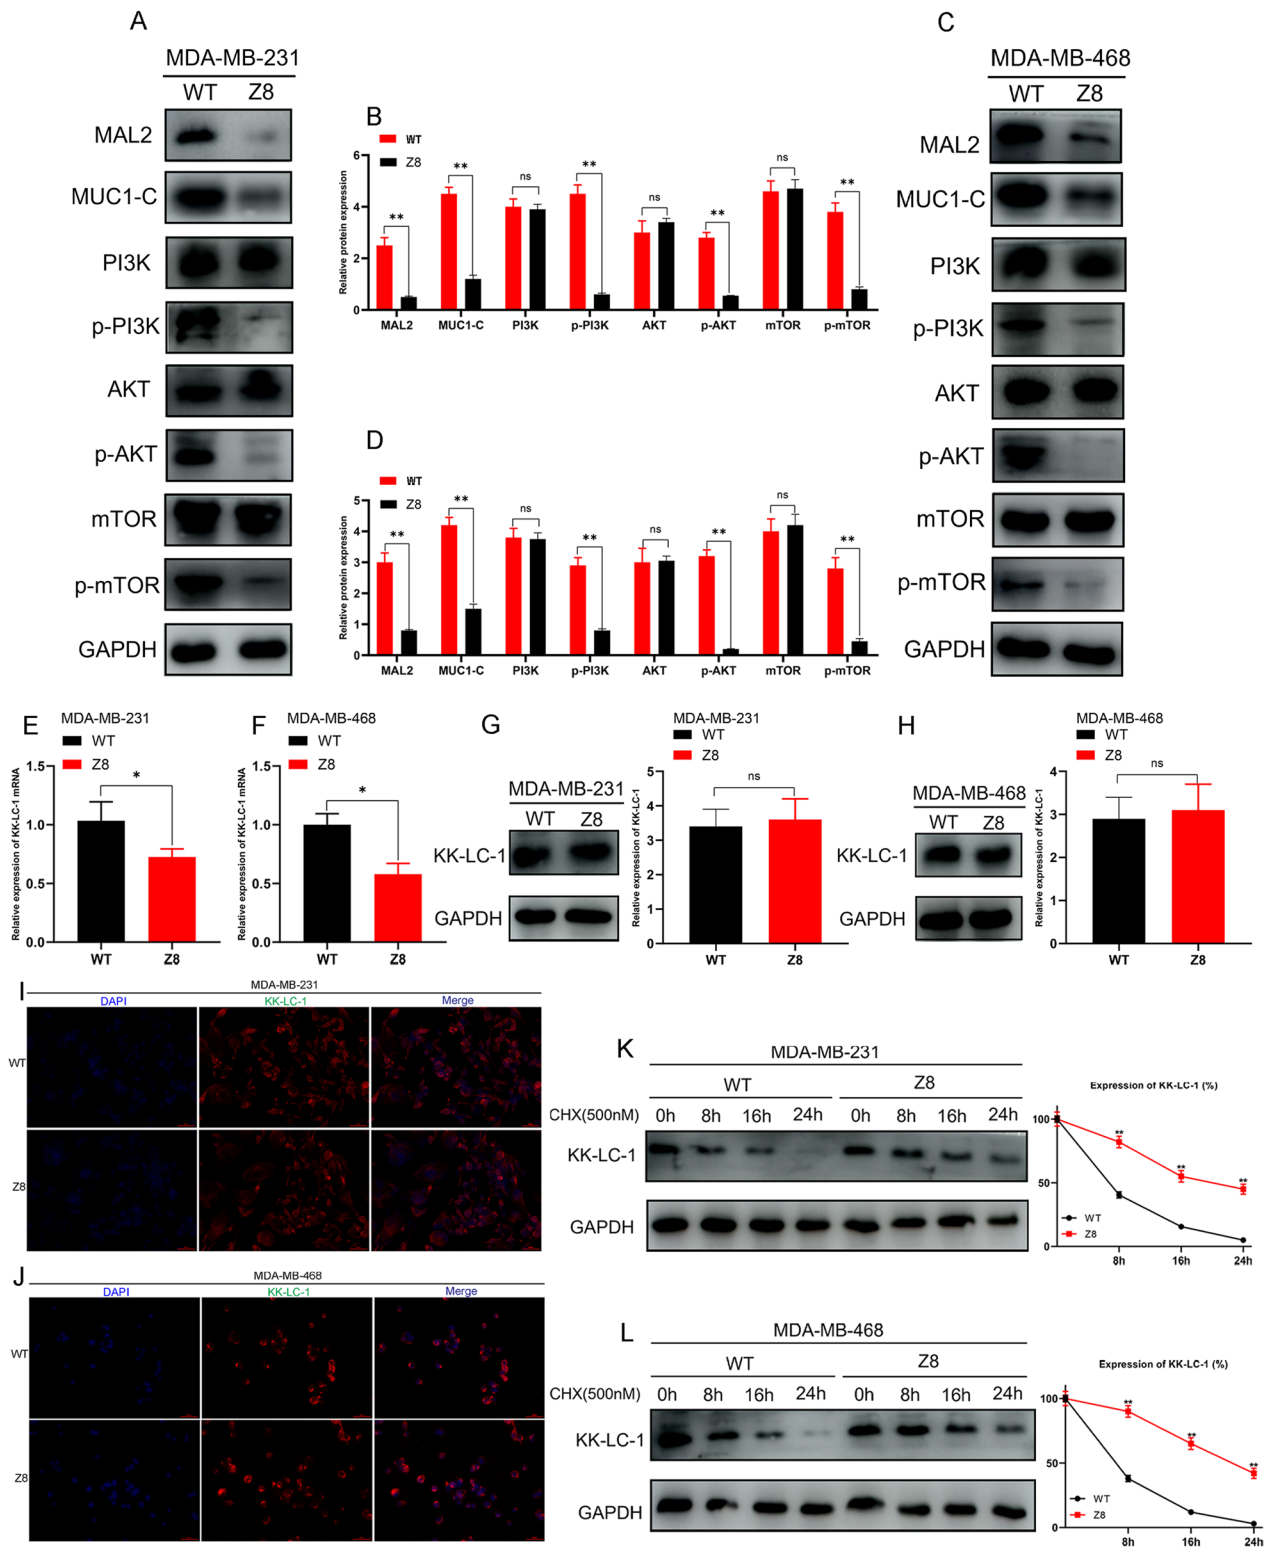 A
MDA-MB-231
WT Z8
MAL2
MUC1-C
PI3K
p-PI3K
AKT
p-AKT
mTOR
p-mTOR
GAPDH
B
WT
Z8
Relative protein expression
6
4
2
0
** ** ns ** ns ** ns **
MAL2 MUC1-C PI3K p-PI3K AKT p-AKT mTOR p-mTOR
C
MDA-MB-468
WT Z8
MAL2
MUC1-C
PI3K
p-PI3K
AKT
p-AKT
mTOR
p-mTOR
GAPDH
D
WT
Z8
Relative protein expression
5
4
3
2
1
0
** ** ns ** ns ** ns **
MAL2 MUC1-C PI3K p-PI3K AKT p-AKT mTOR p-mTOR
E
MDA-MB-231
WT
Z8
Relative expression of KK-LC-1 mRNA
1.5
1.0
0.5
0.0
*
WT Z8
F
MDA-MB-468
WT
Z8
Relative expression of KK-LC-1 mRNA
1.5
1.0
0.5
0.0
*
WT Z8
G
MDA-MB-231
WT Z8
KK-LC-1
GAPDH
MDA-MB-231
WT
Z8
Relative expression of KK-LC-1
5
4
3
2
1
0
ns
WT Z8
H
MDA-MB-468
WT Z8
KK-LC-1
GAPDH
MDA-MB-468
WT
Z8
Relative expression of KK-LC-1
4
3
2
1
0
ns
WT Z8
I
MDA-MB-231
DAPI KK-LC-1 Merge
WT
Z8
J
MDA-MB-468
DAPI KK-LC-1 Merge
WT
Z8
K
MDA-MB-231
WT Z8
CHX(500nM) 0h 8h 16h 24h 0h 8h 16h 24h
KK-LC-1
GAPDH
Expression of KK-LC-1 (%)
100
50
0
** ** **
WT
Z8
8h 16h 24h
L
MDA-MB-468
WT Z8
CHX(500nM) 0h 8h 16h 24h 0h 8h 16h 24h
KK-LC-1
GAPDH
Expression of KK-LC-1 (%)
100
50
0
** ** **
WT
Z8
8h 16h 24h